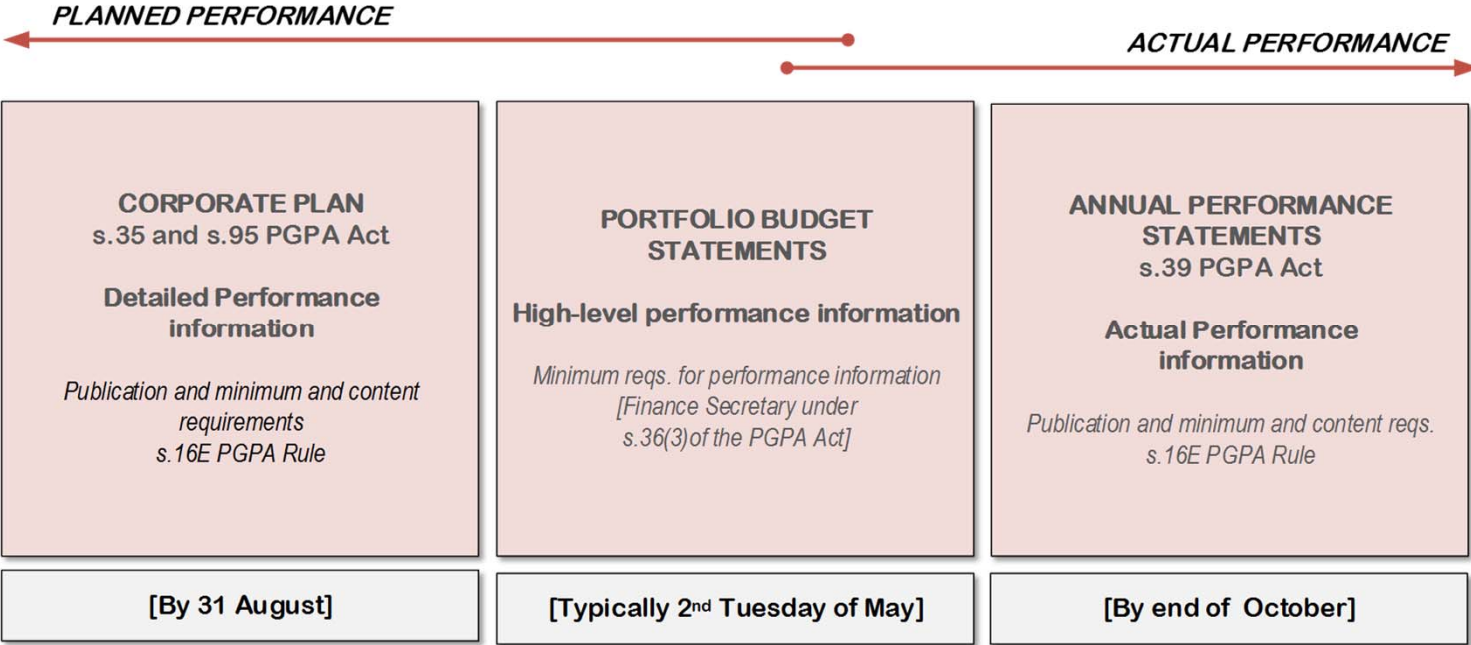 PLANNED PERFORMANCE
ACTUAL PERFORMANCE
CORPORATE PLAN
s.35 and s.95 PGPA Act
Detailed Performance
information
Publication and minimum and content
requirements
s.16E PGPA Rule
[By 31 August]
PORTFOLIO BUDGET
STATEMENTS
High-level performance information
Minimum reqs. for performance information
[Finance Secretary under
s.36(3)of the PGPA Act]
[Typically 2nd Tuesday of May]
ANNUAL PERFORMANCE
STATEMENTS
s.39 PGPA Act
Actual Performance
information
Publication and minimum and content reqs.
s.16E PGPA Rule
[By end of  October]